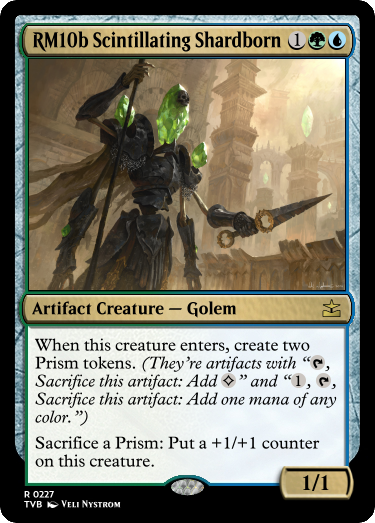 RM10b Scintillating Shardborn 1
Artifact Creature — Golem
When this creature enters, create two
Prism tokens. (They're artifacts with “,
Sacrifice this artifact: Add ” and “1, ,
Sacrifice this artifact: Add one mana of any
color.”)
Sacrifice a Prism: Put a +1/+1 counter
on this creature.
1/1
R 0227
TVB Veli Nystrom